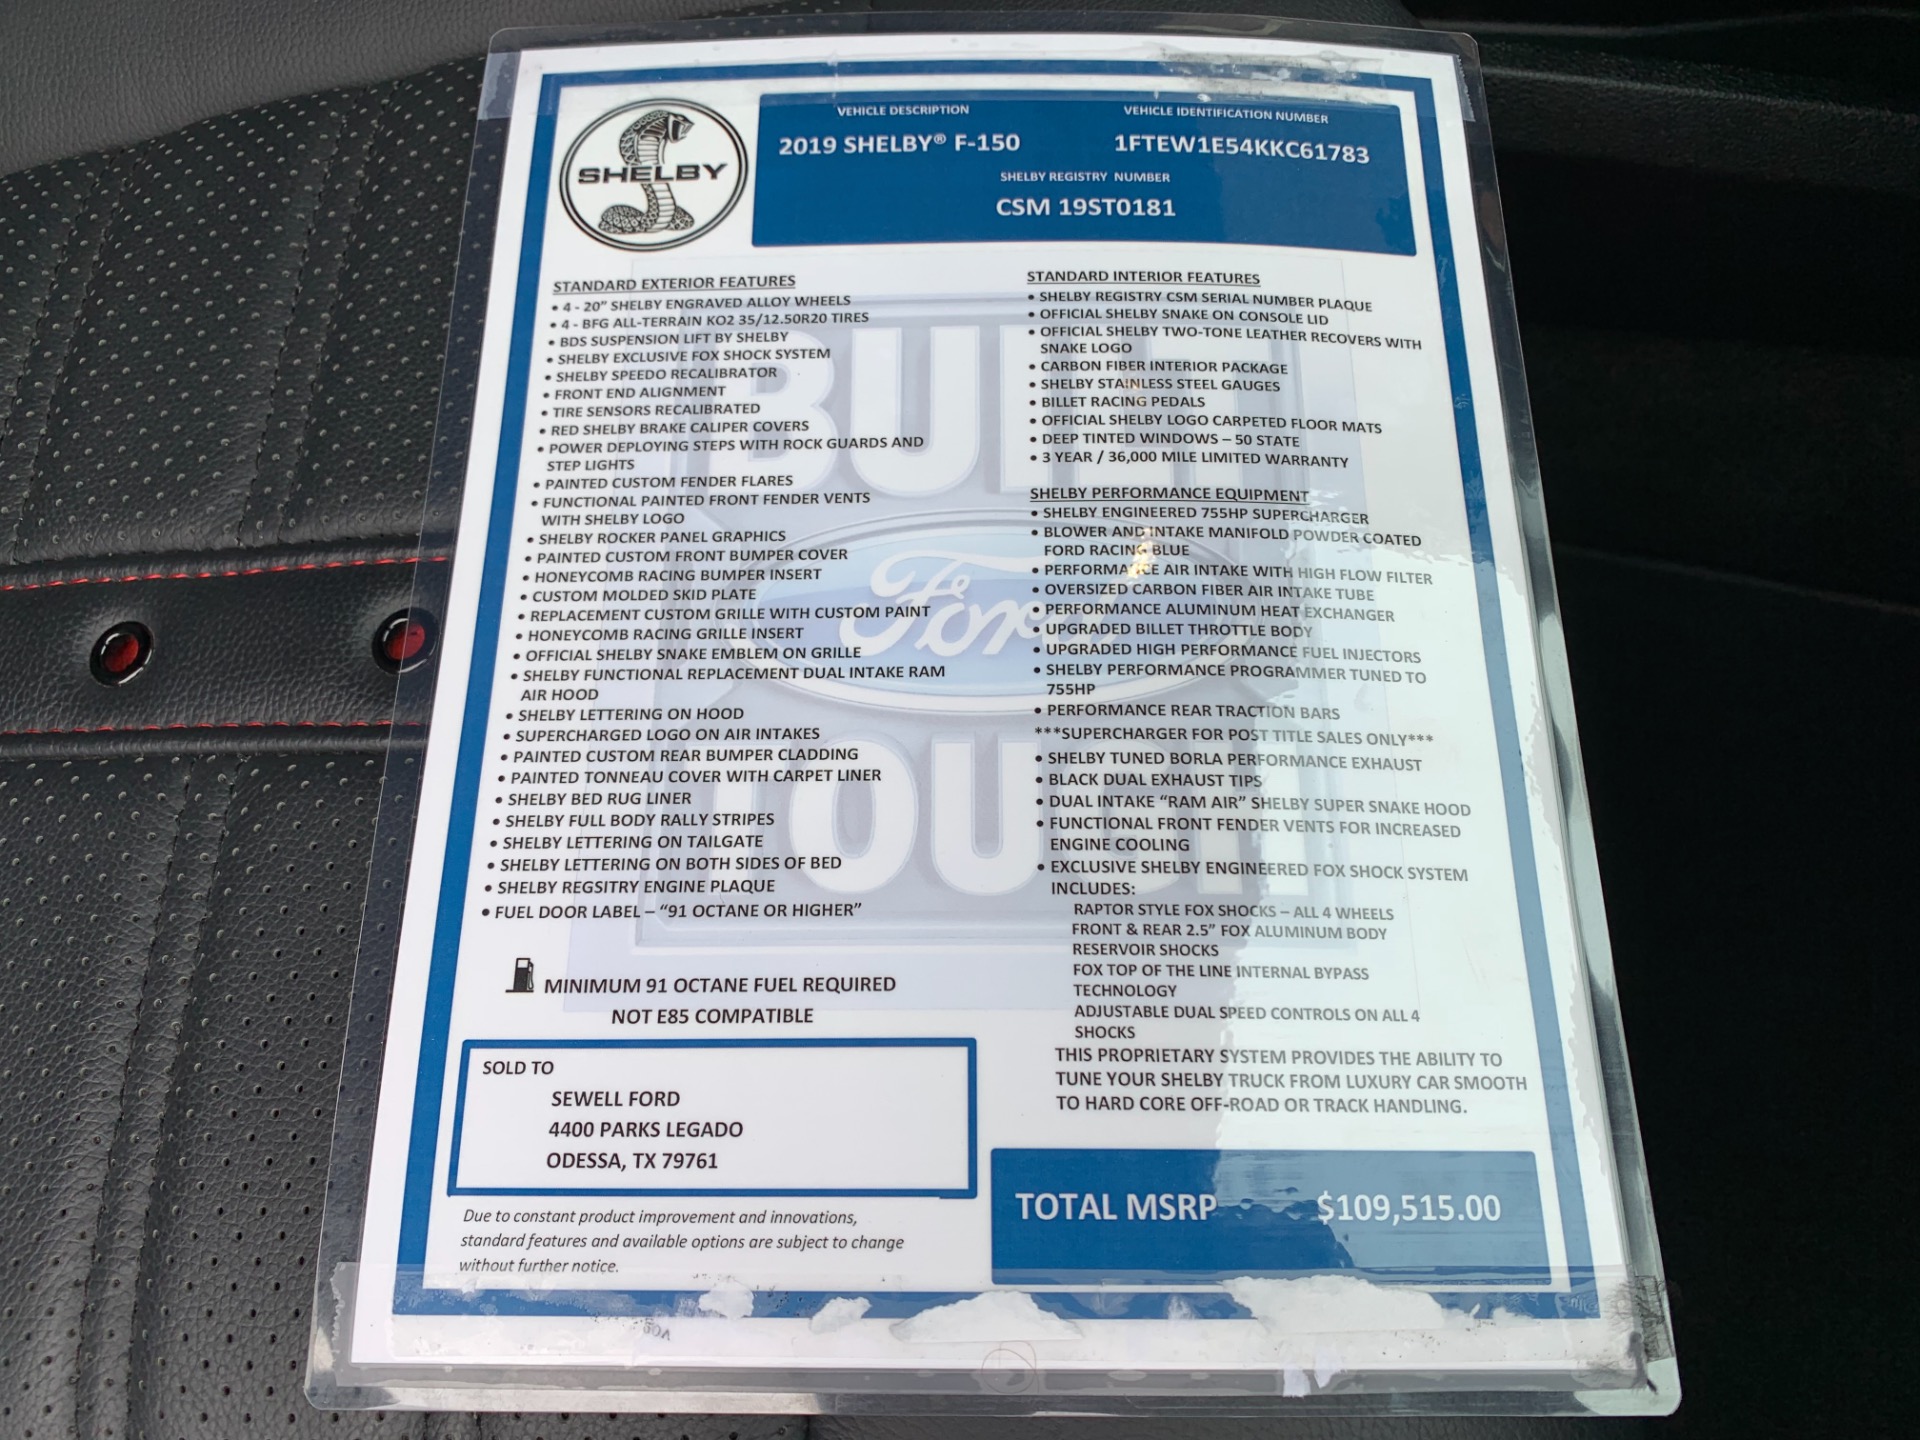 SHELBY
VEHICLE DESCRIPTION
2019 SHELBY® F-150
VEHICLE IDENTIFICATION NUMBER
1FTEW1E54KKC61783
SHELBY REGISTRY NUMBER
CSM 19ST0181
STANDARD EXTERIOR FEATURES
• 4 - 20" SHELBY ENGRAVED ALLOY WHEELS
• 4 - BFG ALL-TERRAIN KO2 35/12.50R20 TIRES
• BDS SUSPENSION LIFT BY SHELBY
• SHELBY EXCLUSIVE FOX SHOCK SYSTEM
• SHELBY SPEEDO RECALIBRATOR
• FRONT END ALIGNMENT
• TIRE SENSORS RECALIBRATED
• RED SHELBY BRAKE CALIPER COVERS
• POWER DEPLOYING STEPS WITH ROCK GUARDS AND
STEP LIGHTS
• PAINTED CUSTOM FENDER FLARES
• FUNCTIONAL PAINTED FRONT FENDER VENTS
WITH SHELBY LOGO
• SHELBY ROCKER PANEL GRAPHICS
• PAINTED CUSTOM FRONT BUMPER COVER
• HONEYCOMB RACING BUMPER INSERT
• CUSTOM MOLDED SKID PLATE
• REPLACEMENT CUSTOM GRILLE WITH CUSTOM PAINT
• HONEYCOMB RACING GRILLE INSERT
• OFFICIAL SHELBY SNAKE EMBLEM ON GRILLE
• SHELBY FUNCTIONAL REPLACEMENT DUAL INTAKE RAM
AIR HOOD
• SHELBY LETTERING ON HOOD
• SUPERCHARGED LOGO ON AIR INTAKES
• PAINTED CUSTOM REAR BUMPER CLADDING
• PAINTED TONNEAU COVER WITH CARPET LINER
• SHELBY BED RUG LINER
• SHELBY FULL BODY RALLY STRIPES
• SHELBY LETTERING ON TAILGATE
• SHELBY LETTERING ON BOTH SIDES OF BED
• SHELBY REGSITRY ENGINE PLAQUE
• FUEL DOOR LABEL – "91 OCTANE OR HIGHER"
MINIMUM 91 OCTANE FUEL REQUIRED
NOT E85 COMPATIBLE
SOLD TO
SEWELL FORD
4400 PARKS LEGADO
ODESSA, TX 79761
Due to constant product improvement and innovations,
standard features and available options are subject to change
without further notice.
STANDARD INTERIOR FEATURES
• SHELBY REGISTRY CSM SERIAL NUMBER PLAQUE
• OFFICIAL SHELBY SNAKE ON CONSOLE LID
• OFFICIAL SHELBY TWO-TONE LEATHER RECOVERS WITH
SNAKE LOGO
• CARBON FIBER INTERIOR PACKAGE
• SHELBY STAINLESS STEEL GAUGES
• BILLET RACING PEDALS
• OFFICIAL SHELBY LOGO CARPETED FLOOR MATS
• DEEP TINTED WINDOWS – 50 STATE
• 3 YEAR / 36,000 MILE LIMITED WARRANTY
SHELBY PERFORMANCE EQUIPMENT
• SHELBY ENGINEERED 755HP SUPERCHARGER
• BLOWER AND INTAKE MANIFOLD POWDER COATED
FORD RACING BLUE
• PERFORMANCE AIR INTAKE WITH HIGH FLOW FILTER
• OVERSIZED CARBON FIBER AIR INTAKE TUBE
• PERFORMANCE ALUMINUM HEAT EXCHANGER
• UPGRADED BILLET THROTTLE BODY
• UPGRADED HIGH PERFORMANCE FUEL INJECTORS
• SHELBY PERFORMANCE PROGRAMMER TUNED TO
755HP
• PERFORMANCE REAR TRACTION BARS
***SUPERCHARGER FOR POST TITLE SALES ONLY***
• SHELBY TUNED BORLA PERFORMANCE EXHAUST
• BLACK DUAL EXHAUST TIPS
• DUAL INTAKE "RAM AIR" SHELBY SUPER SNAKE HOOD
• FUNCTIONAL FRONT FENDER VENTS FOR INCREASED
ENGINE COOLING
• EXCLUSIVE SHELBY ENGINEERED FOX SHOCK SYSTEM
INCLUDES:
RAPTOR STYLE FOX SHOCKS – ALL 4 WHEELS
FRONT & REAR 2.5" FOX ALUMINUM BODY
RESERVOIR SHOCKS
FOX TOP OF THE LINE INTERNAL BYPASS
TECHNOLOGY
ADJUSTABLE DUAL SPEED CONTROLS ON ALL 4
SHOCKS
THIS PROPRIETARY SYSTEM PROVIDES THE ABILITY TO
TUNE YOUR SHELBY TRUCK FROM LUXURY CAR SMOOTH
TO HARD CORE OFF-ROAD OR TRACK HANDLING.
TOTAL MSRP $109,515.00
BUILT
Ford
TOUGH